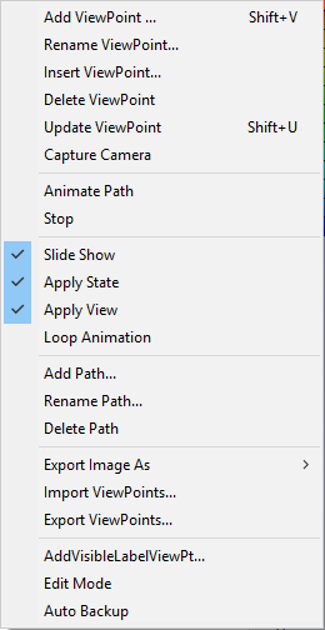 Add ViewPoint ... Shift+V
Rename ViewPoint...
Insert ViewPoint...
Delete ViewPoint
Update ViewPoint Shift+U
Capture Camera
Animate Path
Stop
Slide Show
Apply State
Apply View
Loop Animation
Add Path...
Rename Path...
Delete Path
Export Image As
Import ViewPoints...
Export ViewPoints...
AddVisibleLabelViewPt...
Edit Mode
Auto Backup